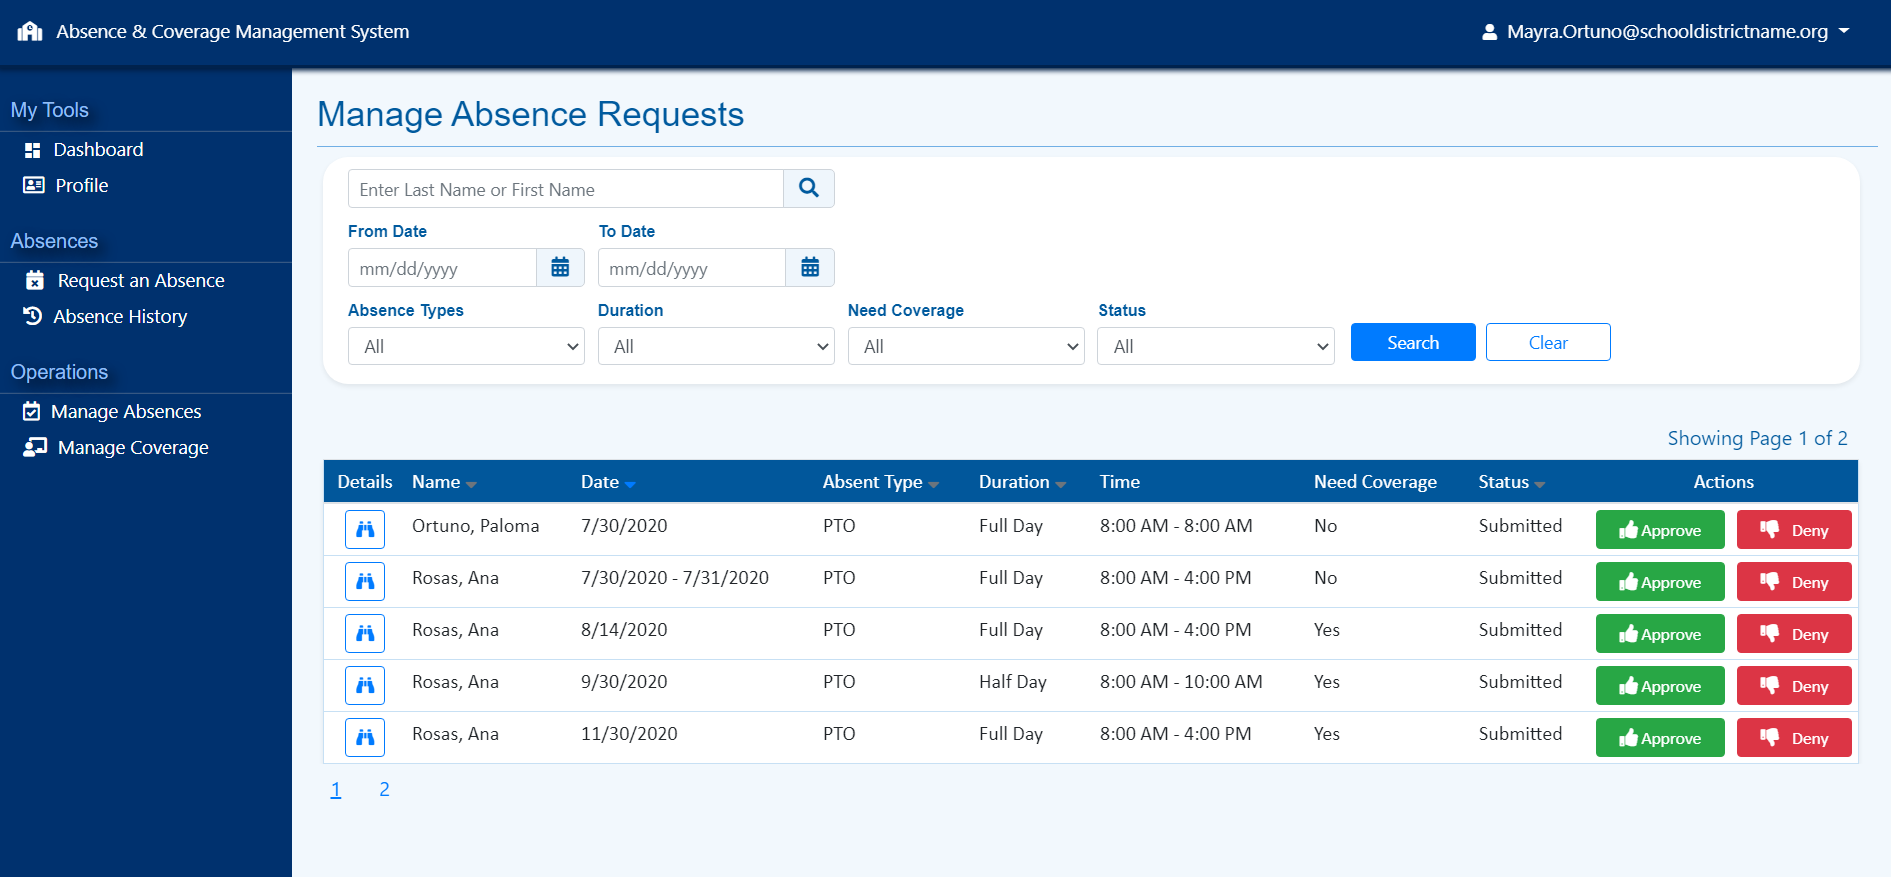 Absence & Coverage Management System
Mayra.Ortuno@schooldistrictname.org
My Tools
Dashboard
Profile
Absences
Request an Absence
Absence History
Operations
Manage Absences
Manage Coverage
Manage Absence Requests
Enter Last Name or First Name
From Date To Date
mm/dd/yyyy mm/dd/yyyy
Absence Types Duration Need Coverage Status
All All All All Search Clear
Showing Page 1 of 2
Details Name Date Absent Type Duration Time Need Coverage Status Actions
Ortuno, Paloma 7/30/2020 PTO Full Day 8:00 AM - 8:00 AM No Submitted Approve Deny
Rosas, Ana 7/30/2020 - 7/31/2020 PTO Full Day 8:00 AM - 4:00 PM No Submitted Approve Deny
Rosas, Ana 8/14/2020 PTO Full Day 8:00 AM - 4:00 PM Yes Submitted Approve Deny
Rosas, Ana 9/30/2020 PTO Half Day 8:00 AM - 10:00 AM Yes Submitted Approve Deny
Rosas, Ana 11/30/2020 PTO Full Day 8:00 AM - 4:00 PM Yes Submitted Approve Deny
1 2